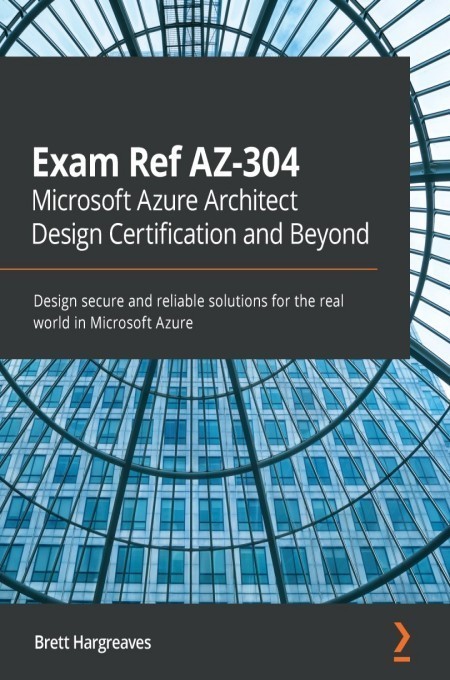 Exam Ref AZ-304
Microsoft Azure Architect
Design Certification and Beyond
Design secure and reliable solutions for the real
world in Microsoft Azure
Brett Hargreaves